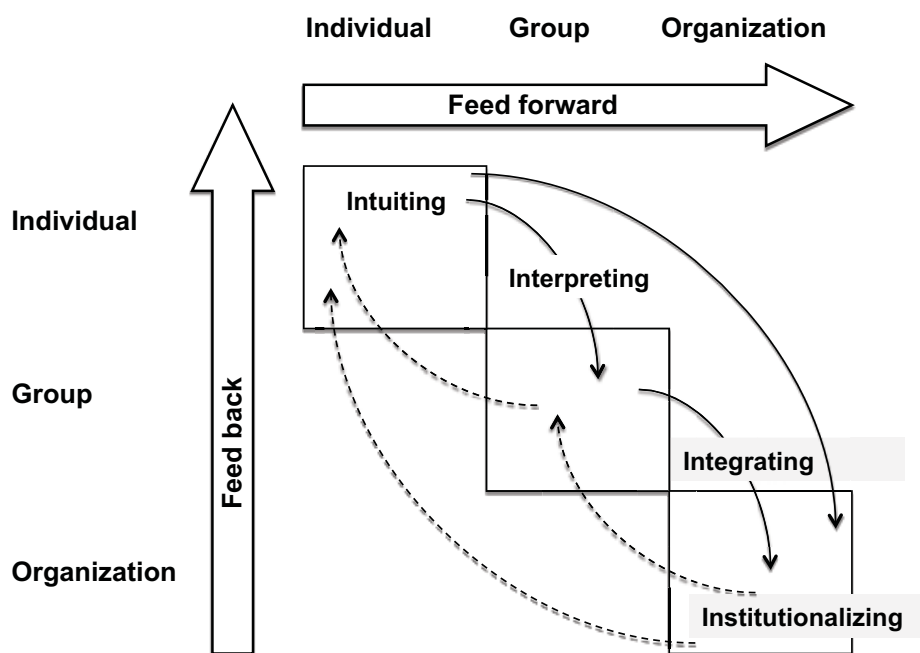 Individual Group Organization
Feed forward
Intuiting
Individual
Interpreting
Group
Feed back
Integrating
Organization
Institutionalizing